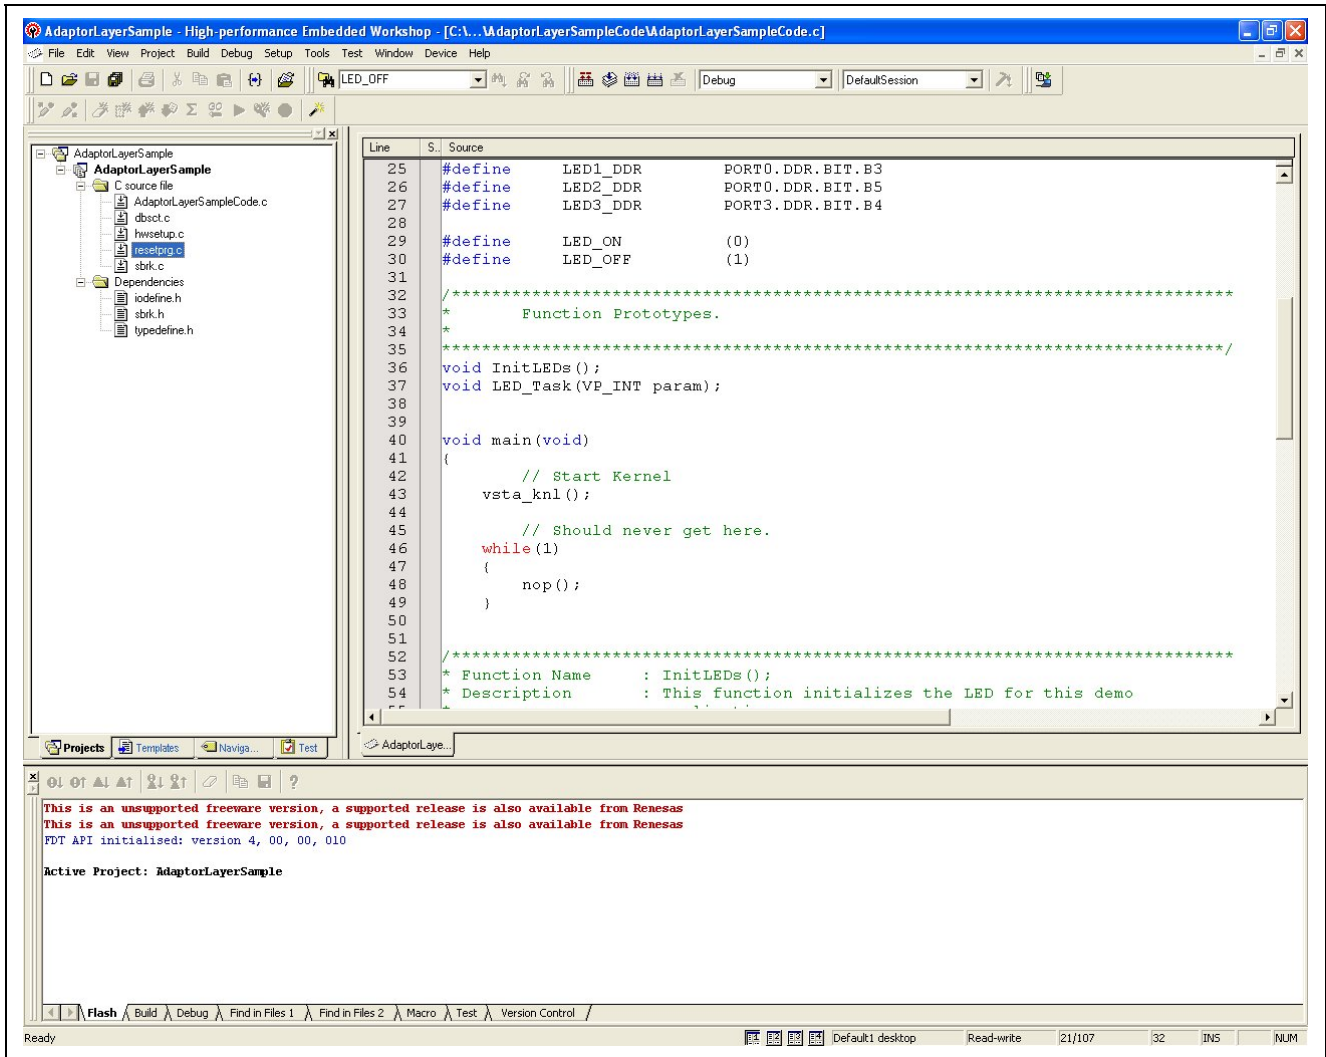 AdaptorLayerSample - High-performance Embedded Workshop - [C:\...\AdaptorLayerSampleCode\AdaptorLayerSampleCode.c]
File Edit View Project Build Debug Setup Tools Test Window Device Help
LED_OFF Debug DefaultSession
AdaptorLayerSample
AdaptorLayerSample
C source file
AdaptorLayerSampleCode.c
dbsct.c
hwsetup.c
resetprg.c
sbrk.c
Dependencies
iodefine.h
sbrk.h
typedefine.h
Projects Templates Naviga... Test
Line S.. Source
25 #define LED1_DDR PORT0.DDR.BIT.B3
26 #define LED2_DDR PORT0.DDR.BIT.B5
27 #define LED3_DDR PORT3.DDR.BIT.B4
28
29 #define LED_ON (0)
30 #define LED_OFF (1)
31
32 /******************************************************************************
33 * Function Prototypes.
34 *
35 ******************************************************************************/
36 void InitLEDs();
37 void LED_Task(VP_INT param);
38
39
40 void main(void)
41 {
42 // Start Kernel
43 vsta_knl();
44
45 // Should never get here.
46 while(1)
47 {
48 nop();
49 }
50
51
52 /******************************************************************************
53 * Function Name : InitLEDs();
54 * Description : This function initializes the LED for this demo
AdaptorLaye...
This is an unsupported freeware version, a supported release is also available from Renesas
This is an unsupported freeware version, a supported release is also available from Renesas
FDT API initialised: version 4, 00, 00, 010
Active Project: AdaptorLayerSample
Flash Build Debug Find in Files 1 Find in Files 2 Macro Test Version Control
Ready Default1 desktop Read-write 21/107 32 INS NUM